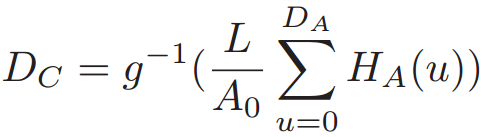 D_C = g^{-1}(\frac{L}{A_0} \sum_{u=0}^{D_A} H_A(u))